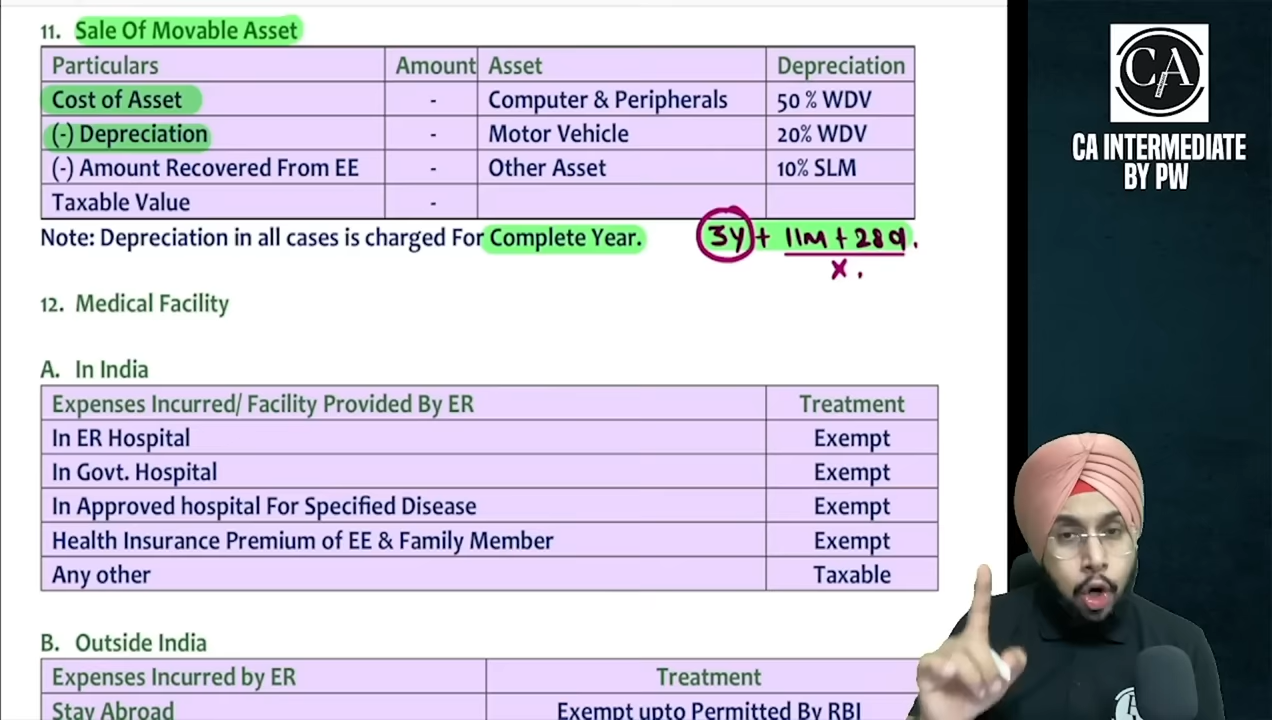 11. Sale Of Movable Asset
Particulars Amount Asset Depreciation
Cost of Asset - Computer & Peripherals 50 % WDV
(-) Depreciation - Motor Vehicle 20% WDV
(-) Amount Recovered From EE - Other Asset 10% SLM
Taxable Value -
Note: Depreciation in all cases is charged For Complete Year. 3y + 11M + 28d.
x.
12. Medical Facility
A. In India
Expenses Incurred/ Facility Provided By ER Treatment
In ER Hospital Exempt
In Govt. Hospital Exempt
In Approved hospital For Specified Disease Exempt
Health Insurance Premium of EE & Family Member Exempt
Any other Taxable
B. Outside India
Expenses Incurred by ER Treatment
Stay Abroad Exempt upto Permitted By RBI
CA
CA INTERMEDIATE
BY PW